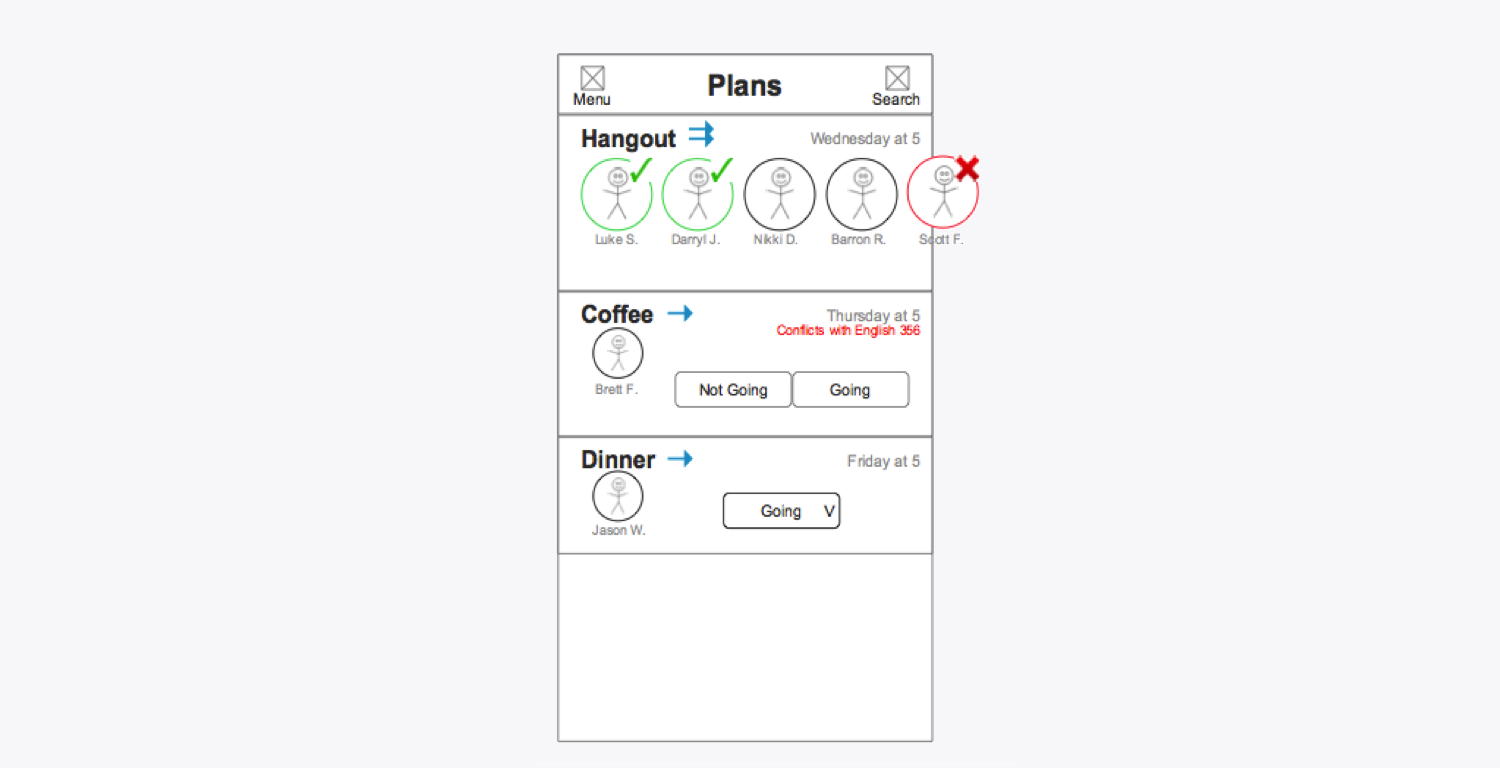 Plans
Menu
Search
Hangout
Wednesday at 5
Luke S.
Darryl J.
Nikki D.
Barron R.
Scott F.
Coffee
Thursday at 5
Conflicts with English 356
Brett F.
Not Going
Going
Dinner
Friday at 5
Going V
Jason W.